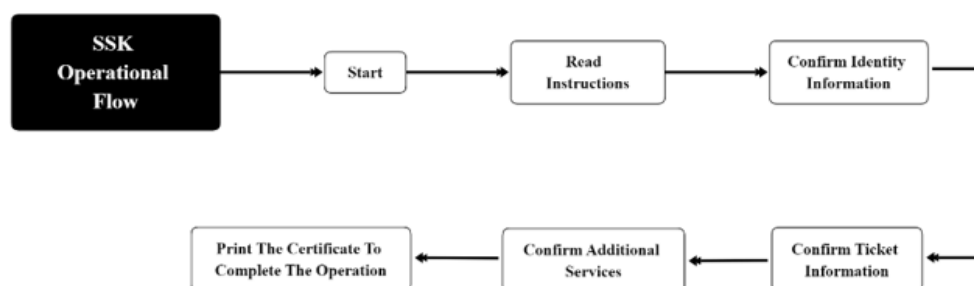 SSK
Operational
Flow
Start
Read
Instructions
Confirm Identity
Information
Print The Certificate To
Complete The Operation
Confirm Additional
Services
Confirm Ticket
Information